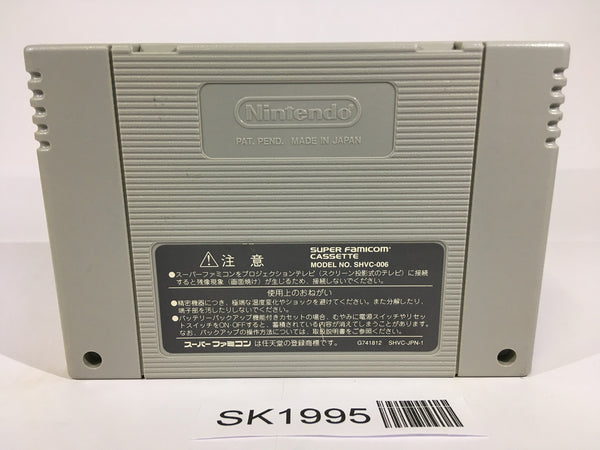 Nintendo
PAT. PEND. MADE IN JAPAN
注意
SUPER FAMICOM
CASSETTE
MODEL NO. SHVC-006
●スーパーファミコンをプロジェクションテレビ(スクリーン投影式のテレビ)に接続
すると残像現象(画面焼け)が生じるため、接続しないでください。
使用上のおねがい
●精密機器につき、極端な温度変化やショックを避けてください。また分解したり、
端子部を汚したりしないでください。
●バッテリーバックアップ機能付きカセットの場合、むやみに電源スイッチやリセッ
トスイッチをON・OFFすると、蓄積されている内容が消えてしまうことがあります。
なお、バックアップの操作方法については、取扱説明書をご参照ください。
スーパーファミコン は任天堂の登録商標です。
G741812 SHVC-JPN-1
SK1995